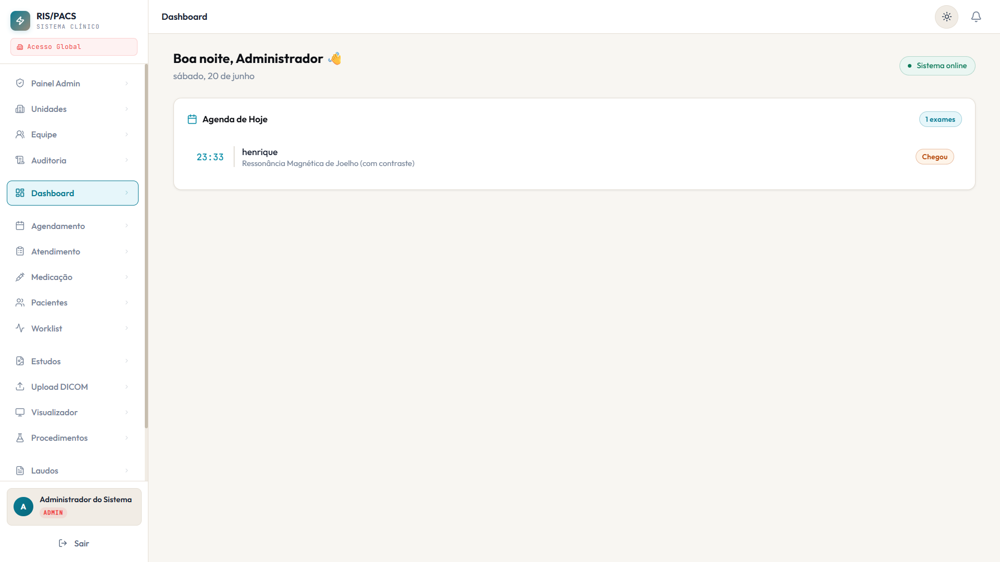 RIS/PACS
SISTEMA CLÍNICO
Acesso Global
Painel Admin
Unidades
Equipe
Auditoria
Dashboard
Agendamento
Atendimento
Medicação
Pacientes
Worklist
Estudos
Upload DICOM
Visualizador
Procedimentos
Laudos
A
Administrador do Sistema
ADMIN
Sair
Dashboard
Boa noite, Administrador 👋
sábado, 20 de junho
Sistema online
Agenda de Hoje
1 exames
23:33
henrique
Ressonância Magnética de Joelho (com contraste)
Chegou